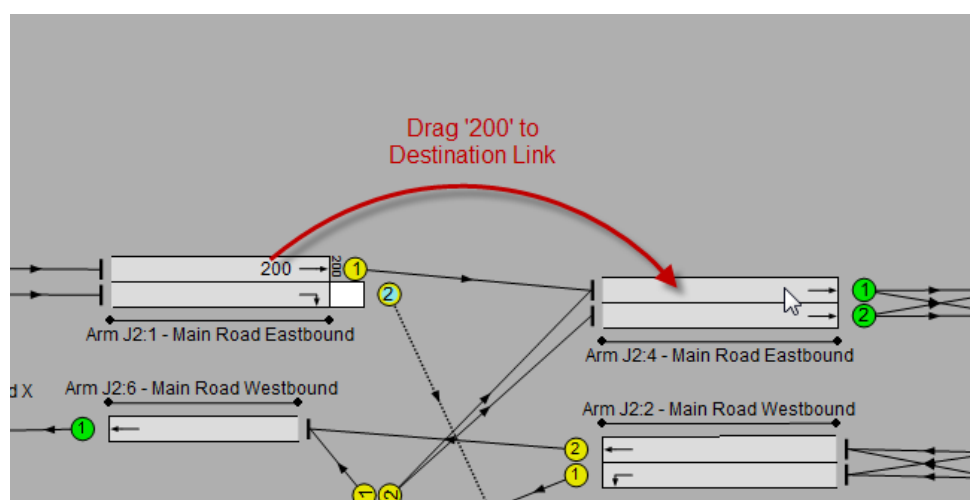 Drag '200' to
Destination Link
200
200
1
2
Arm J2:1 - Main Road Eastbound
1
2
Arm J2:4 - Main Road Eastbound
d X
Arm J2:6 - Main Road Westbound
1
Arm J2:2 - Main Road Westbound
2
1
1
2